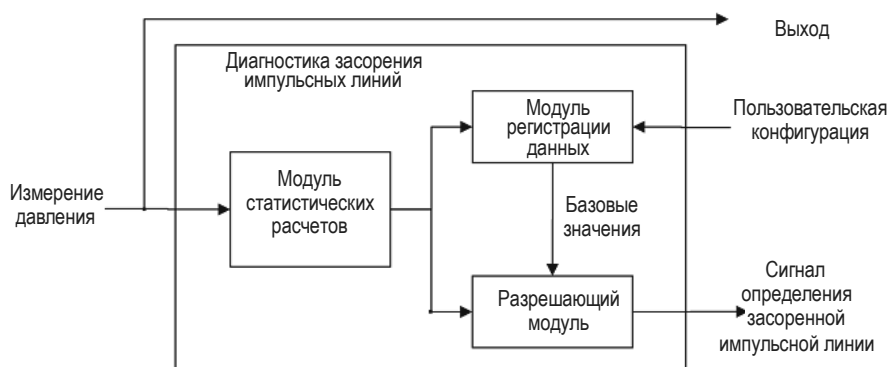 Выход
Диагностика засорения
импульсных линий
Модуль
регистрации
данных
Пользовательская
конфигурация
Измерение
давления
Модуль
статистических
расчетов
Базовые
значения
Разрешающий
модуль
Сигнал
определения
засоренной
импульсной линии